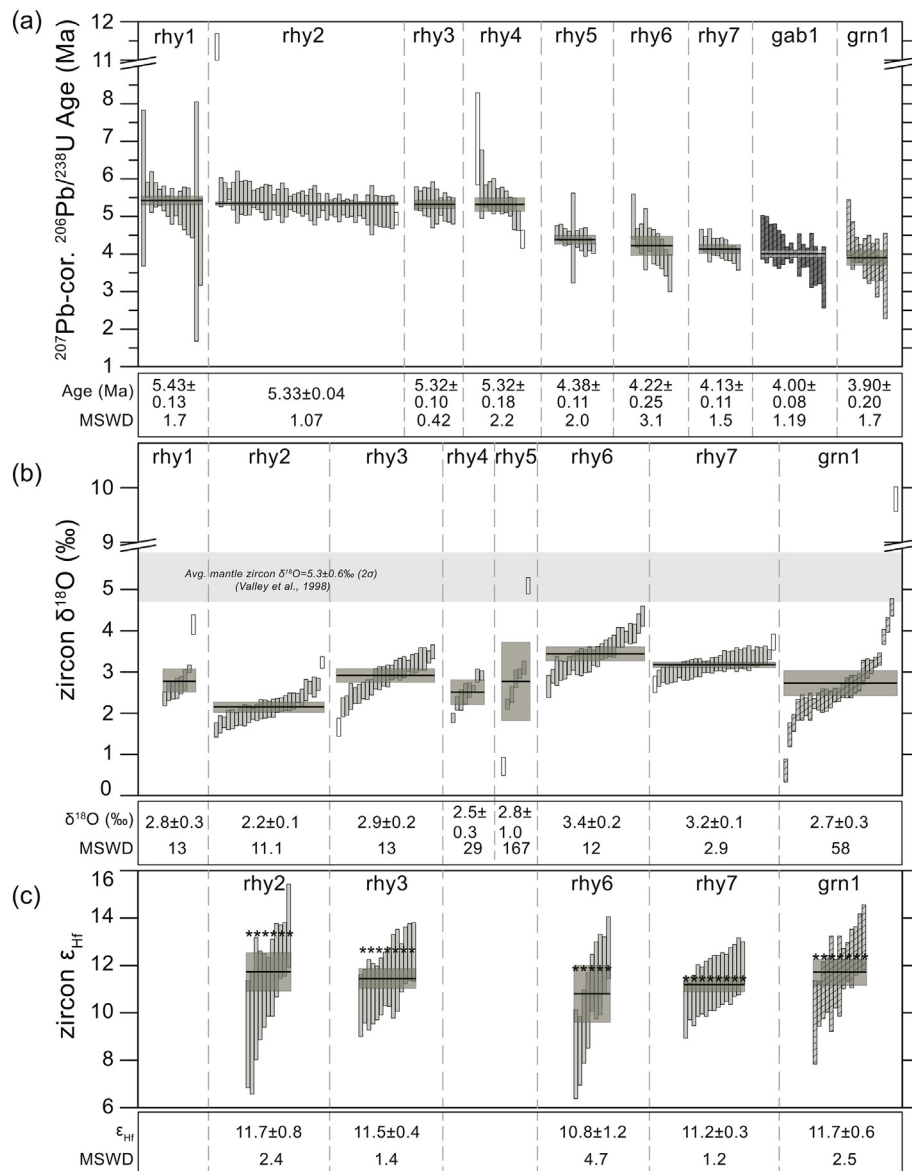 (a)
12
11
8
7
6
5
4
3
2
1
²⁰⁷Pb-cor. ²⁰⁶Pb/²³⁸U Age (Ma)
rhy1 rhy2 rhy3 rhy4 rhy5 rhy6 rhy7 gab1 grn1
Age (Ma) 5.43±0.13 5.33±0.04 5.32±0.10 5.32±0.18 4.38±0.11 4.22±0.25 4.13±0.11 4.00±0.08 3.90±0.20
MSWD 1.7 1.07 0.42 2.2 2.0 3.1 1.5 1.19 1.7
(b)
rhy1 rhy2 rhy3 rhy4 rhy5 rhy6 rhy7 grn1
10
9
5
4
3
2
1
0
zircon δ¹⁸O (‰)
Avg. mantle zircon δ¹⁸O=5.3±0.6‰ (2σ)
(Valley et al., 1998)
δ¹⁸O (‰) 2.8±0.3 2.2±0.1 2.9±0.2 2.5±0.3 2.8±1.0 3.4±0.2 3.2±0.1 2.7±0.3
MSWD 13 11.1 13 29 167 12 2.9 58
(c)
16
14
12
10
8
6
zircon εHf
rhy2 rhy3 rhy6 rhy7 grn1
******
*******
*****
********
*******
εHf 11.7±0.8 11.5±0.4 10.8±1.2 11.2±0.3 11.7±0.6
MSWD 2.4 1.4 4.7 1.2 2.5